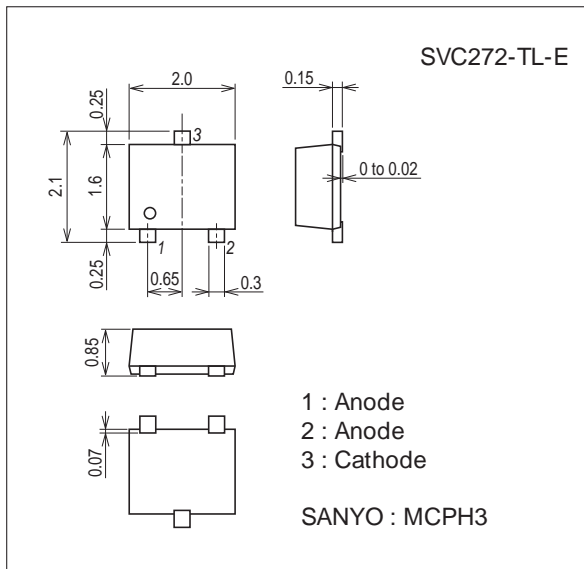 SVC272-TL-E
2.0
0.15
0.25
3
0 to 0.02
2.1
1.6
0.25
1
2
0.65
0.3
0.85
0.07
1 : Anode
2 : Anode
3 : Cathode
SANYO : MCPH3